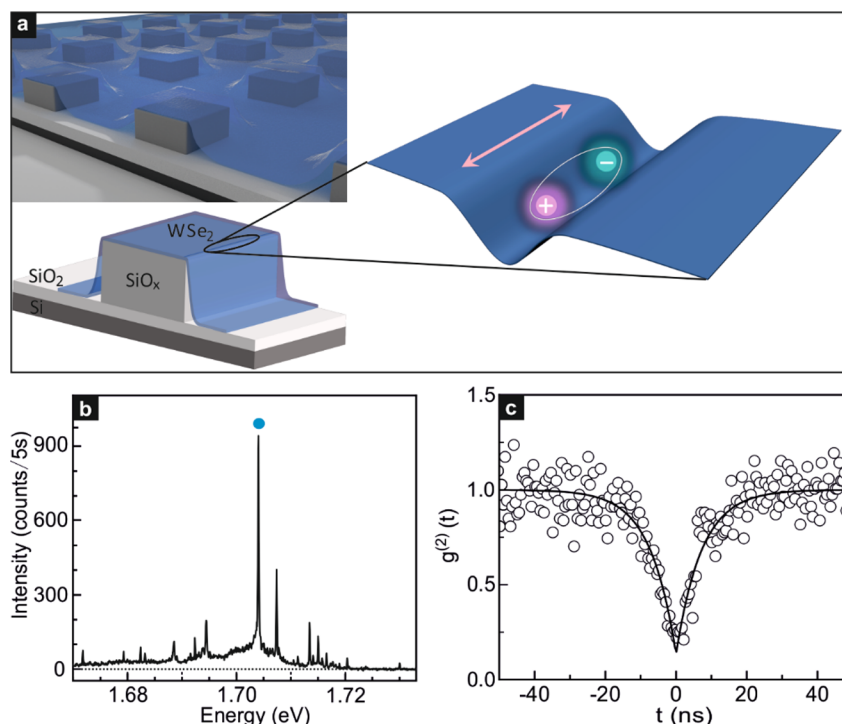 a
WSe₂
SiO₂
SiOₓ
Si
−
+
b
Intensity (counts/5s)
900
600
300
0
1.68
1.70
1.72
Energy (eV)
c
g⁽²⁾(t)
1.5
1.0
0.5
0.0
-40
-20
0
20
40
t (ns)